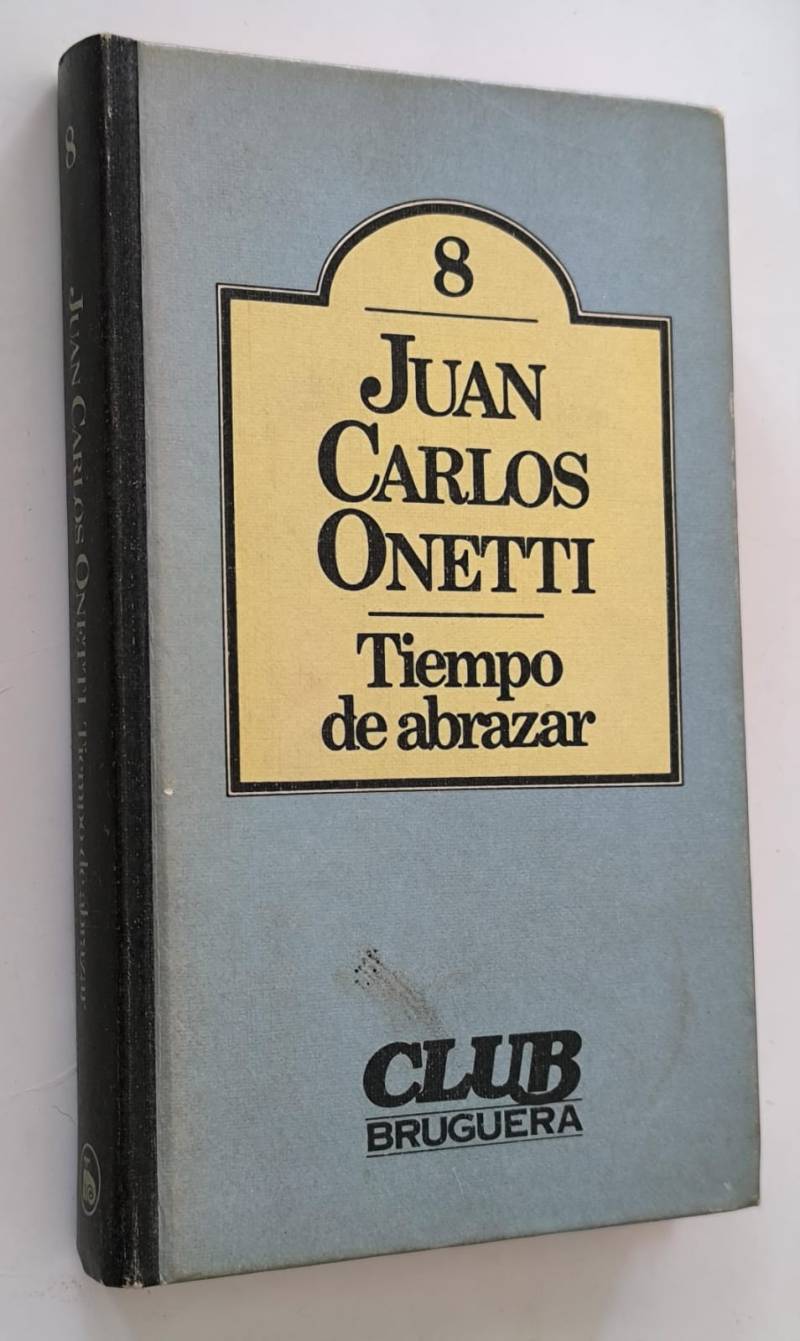 8
JUAN
CARLOS
ONETTI
Tiempo
de abrazar
CLUB
BRUGUERA
8 JUAN CARLOS ONETTI Tiempo de abrazar